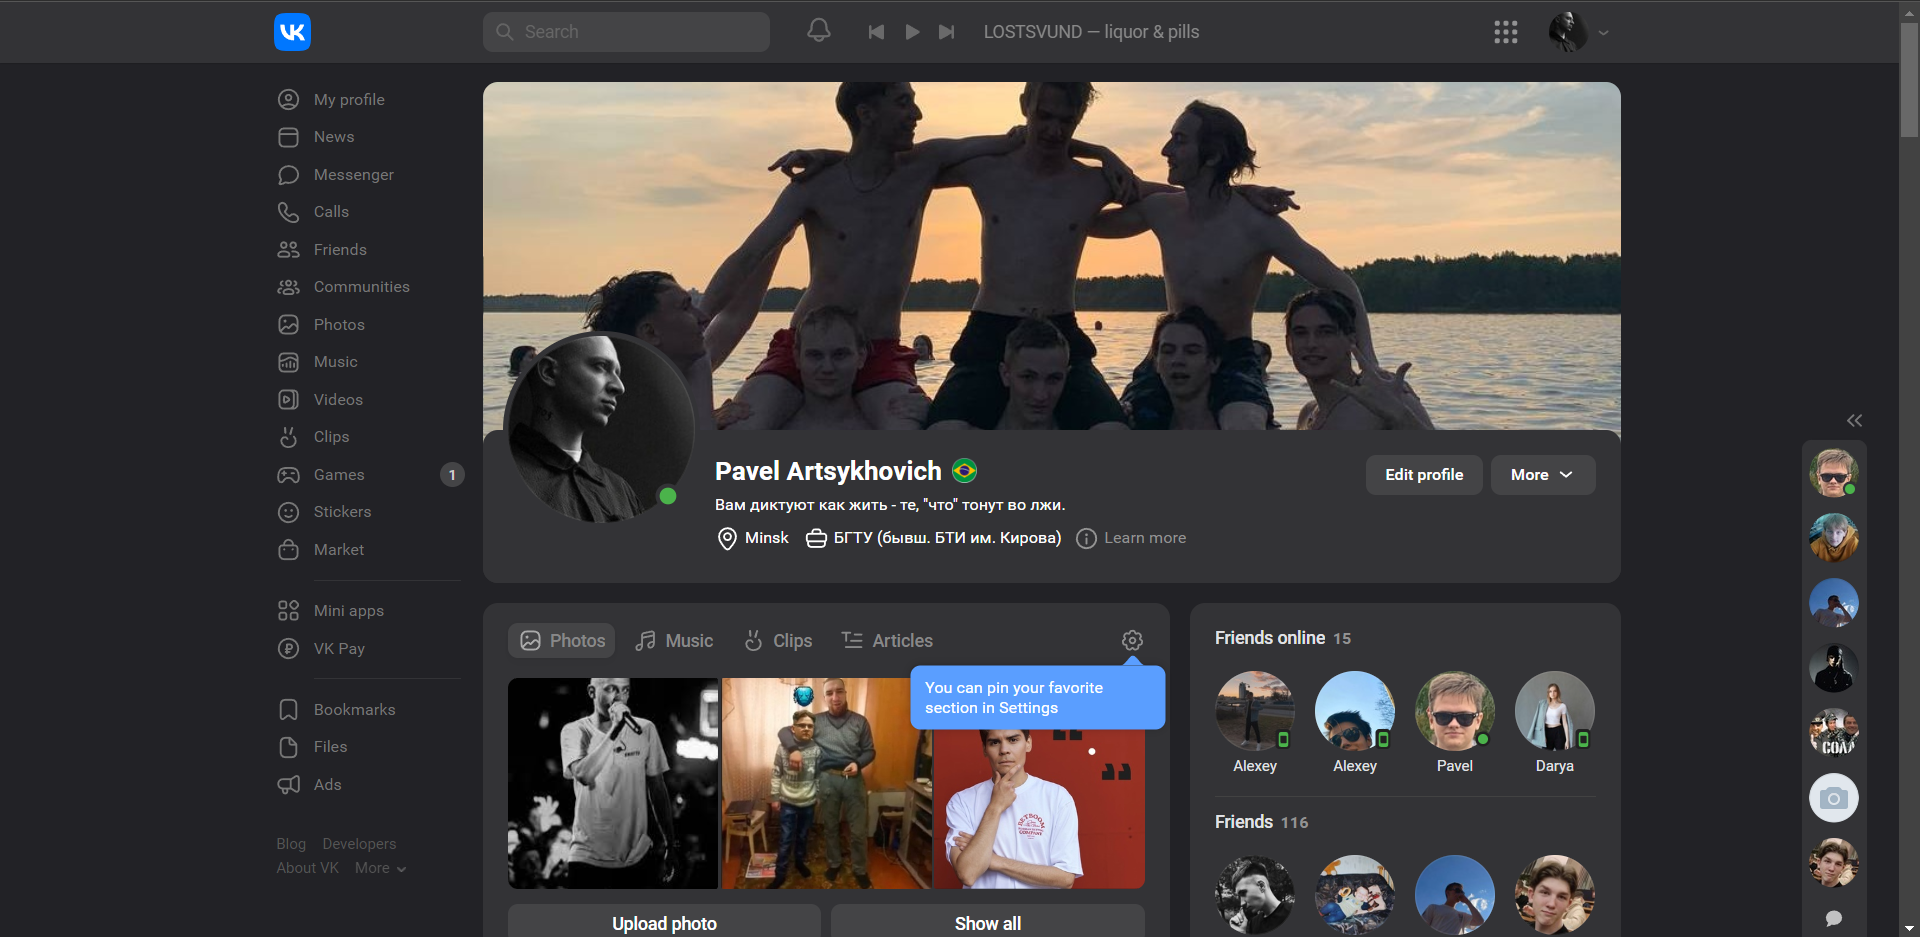 VK
Search
LOSTSVUND — liquor & pills
My profile
News
Messenger
Calls
Friends
Communities
Photos
Music
Videos
Clips
Games
1
Stickers
Market
Mini apps
VK Pay
Bookmarks
Files
Ads
Blog Developers
About VK More
Pavel Artsykhovich
Вам диктуют как жить - те, "что" тонут во лжи.
Minsk БГТУ (бывш. БТИ им. Кирова) Learn more
Edit profile
More
Photos Music Clips Articles
You can pin your favorite
section in Settings
BETBOOM
COMPANY
Upload photo
Show all
Friends online 15
Alexey Alexey Pavel Darya
Friends 116